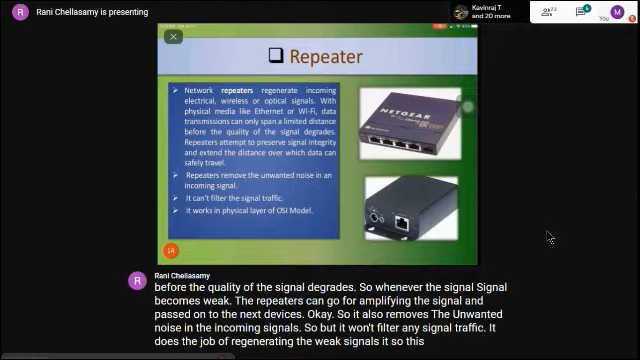 R Rani Chellasamy is presenting
Kavinraj T
and 20 more
73
M
You
Repeater
Network repeaters regenerate incoming
electrical, wireless or optical signals. With
physical media like Ethernet or Wi-Fi, data
transmissions can only span a limited distance
before the quality of the signal degrades.
Repeaters attempt to preserve signal integrity
and extend the distance over which data can
safely travel.
Repeaters remove the unwanted noise in an
incoming signal.
It can't filter the signal traffic.
it works in physical layer of OSI Model.
NETGEAR
14
R
Rani Chellasamy
before the quality of the signal degrades. So whenever the signal Signal
becomes weak. The repeaters can go for amplifying the signal and
passed on to the next devices. Okay. So it also removes The Unwanted
noise in the incoming signals. So but it won't filter any signal traffic. It
does the job of regenerating the weak signals it so this